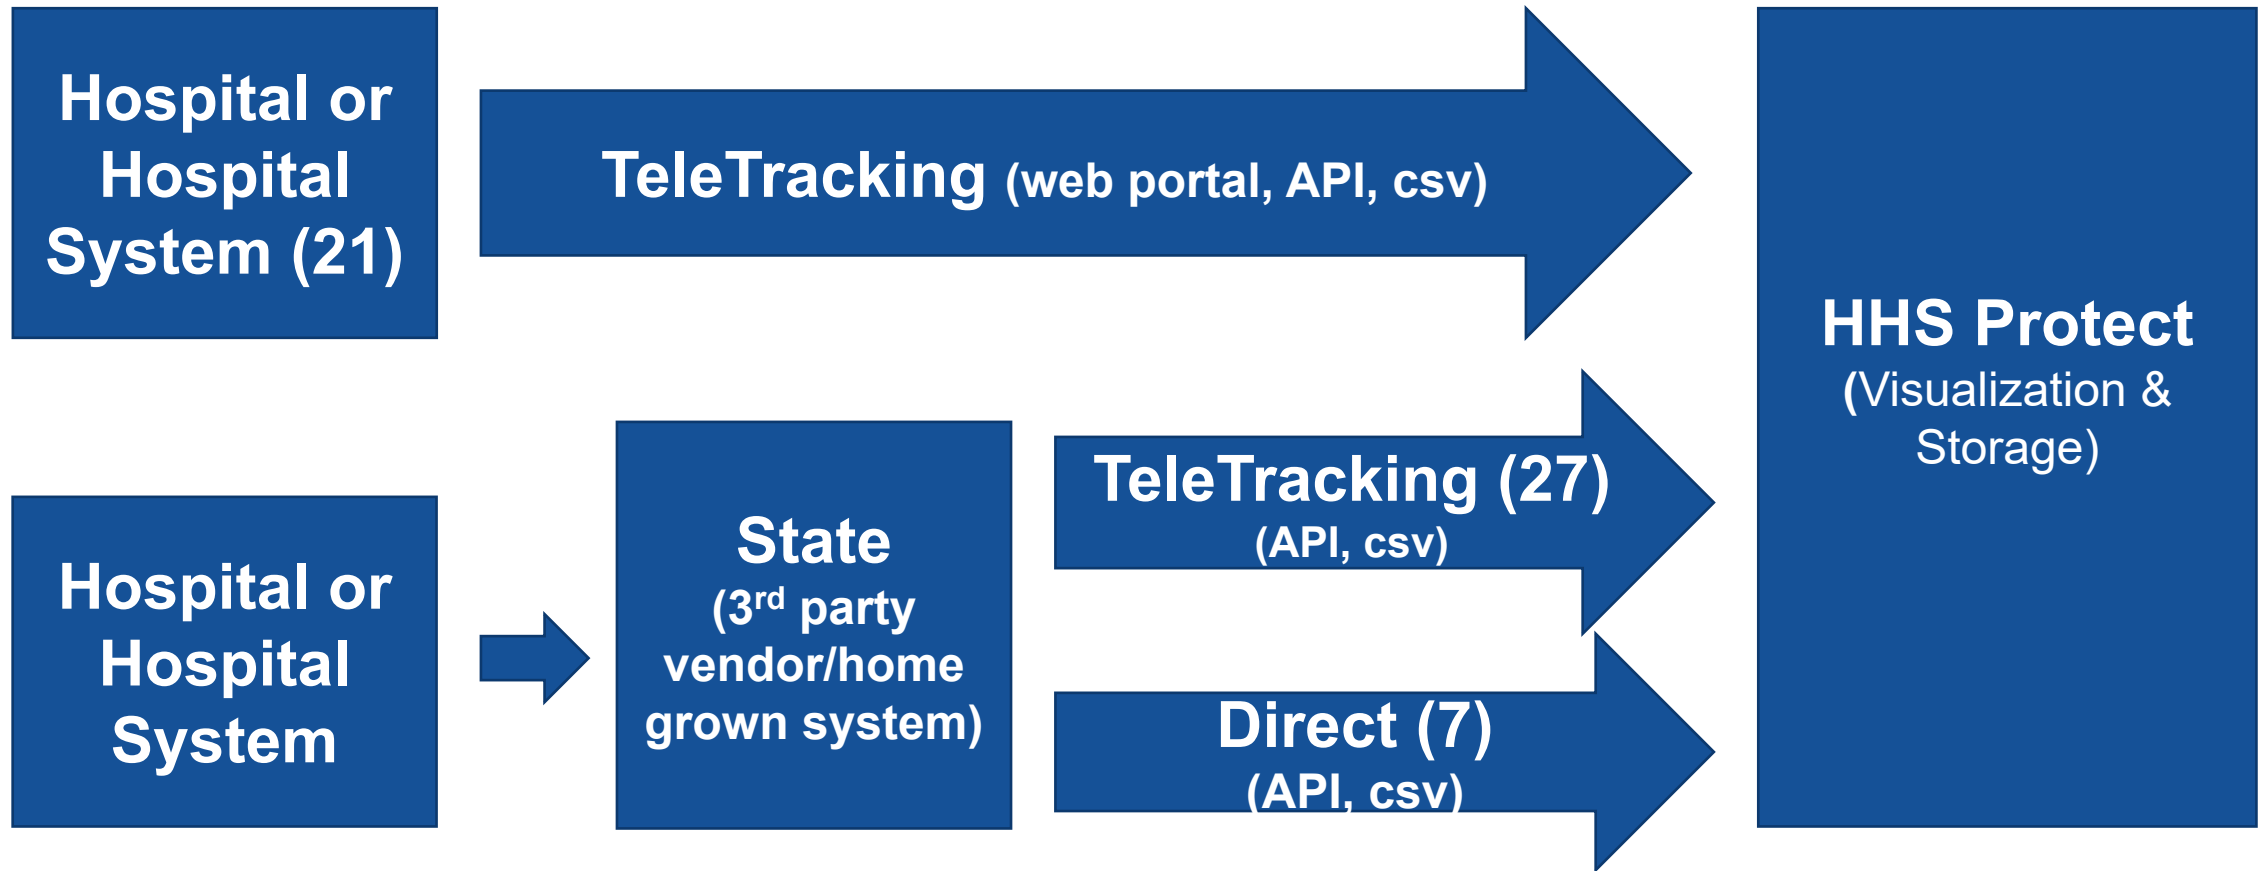 Hospital or
Hospital
System (21)
TeleTracking (web portal, API, csv)
HHS Protect
(Visualization &
Storage)
Hospital or
Hospital
System
State
(3rd party
vendor/home
grown system)
TeleTracking (27)
(API, csv)
Direct (7)
(API, csv)